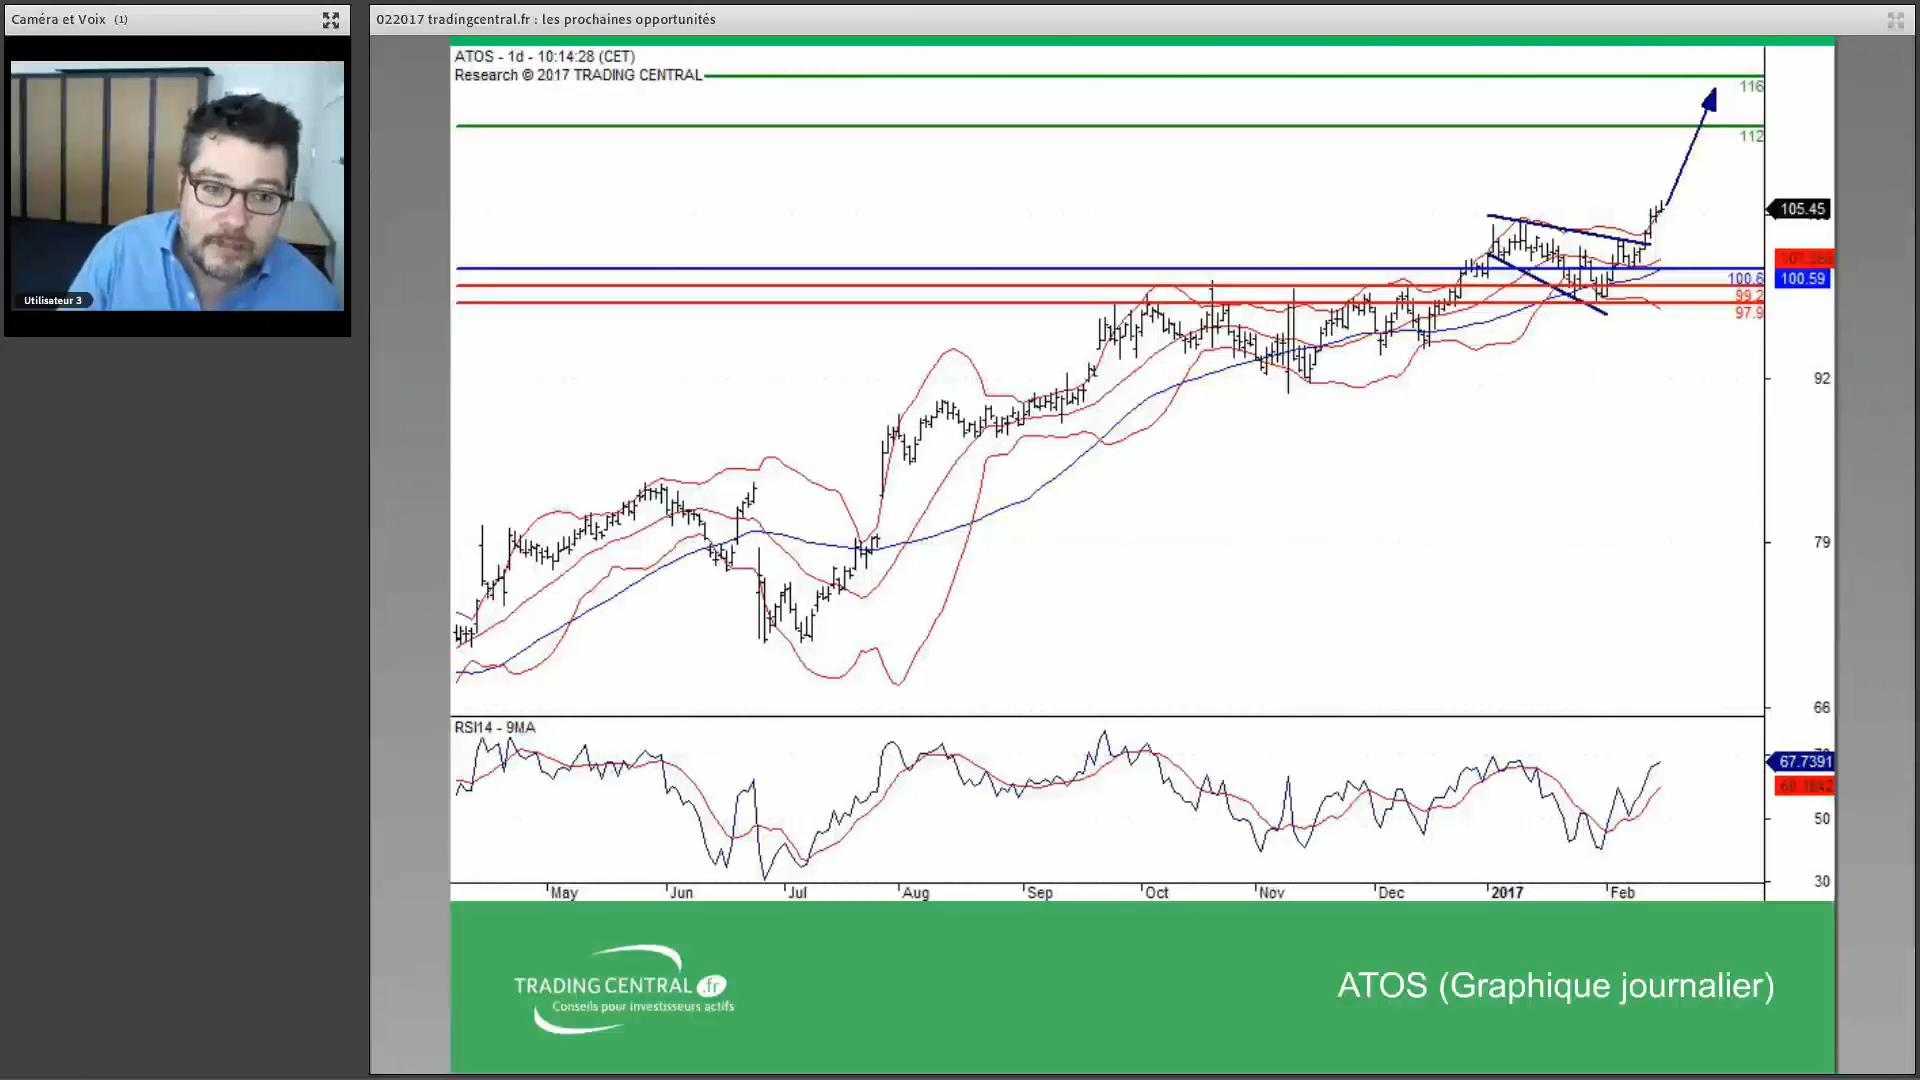 Caméra et Voix (1)
Utilisateur 3
022017 tradingcentral.fr : les prochaines opportunités
ATOS - 1d - 10:14:28 (CET)
Research © 2017 TRADING CENTRAL
116
112
105.45
100.6
100.59
99.2
97.9
92
79
66
RSI14 - 9MA
67.7391
50
30
May
Jun
Jul
Aug
Sep
Oct
Nov
Dec
2017
Feb
TRADING CENTRAL .fr
Conseils pour investisseurs actifs
ATOS (Graphique journalier)